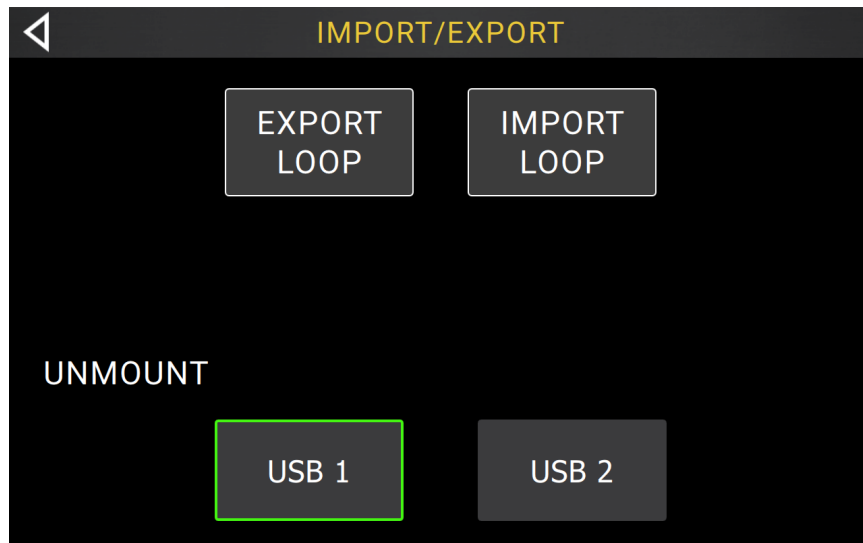 IMPORT/EXPORT
EXPORT
LOOP
IMPORT
LOOP
UNMOUNT
USB 1
USB 2